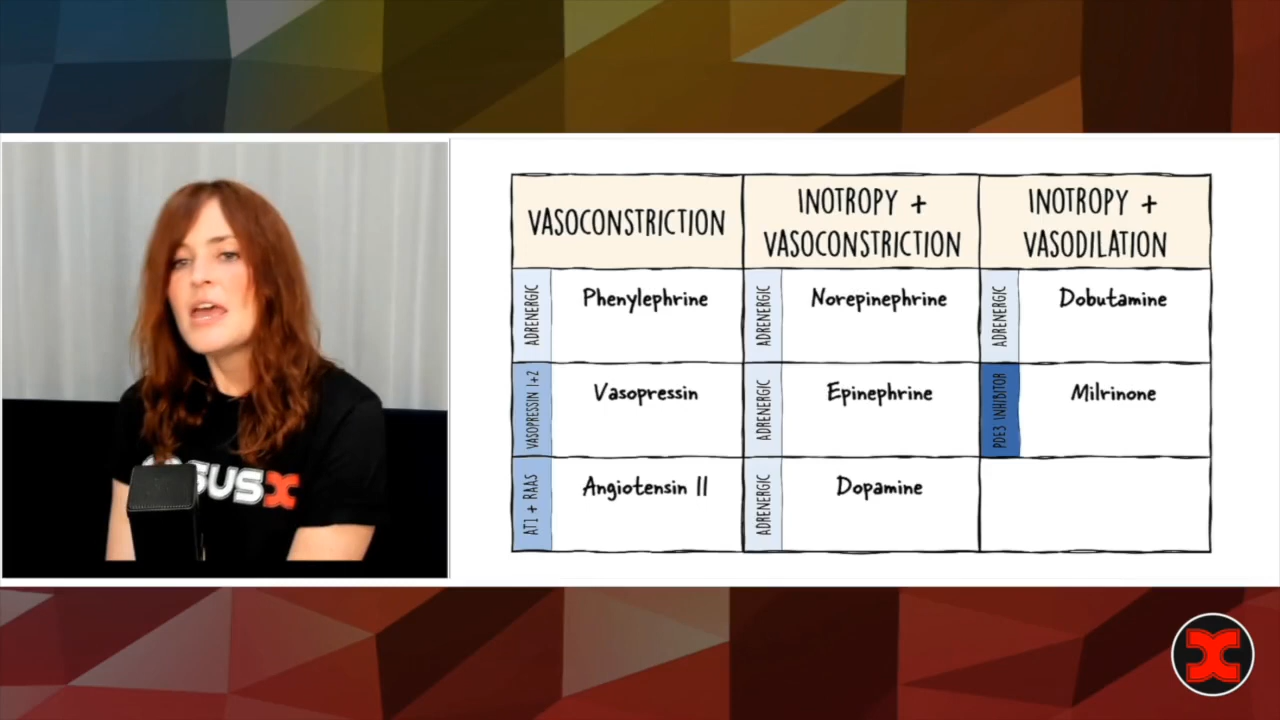 VASOCONSTRICTION
INOTROPY +
VASOCONSTRICTION
INOTROPY +
VASODILATION
ADRENERGIC
Phenylephrine
ADRENERGIC
Norepinephrine
ADRENERGIC
Dobutamine
VASOPRESSIN 1+2
Vasopressin
ADRENERGIC
Epinephrine
PDE3 INHIBITOR
Milrinone
AT1 + RAAS
Angiotensin II
ADRENERGIC
Dopamine
SUSX